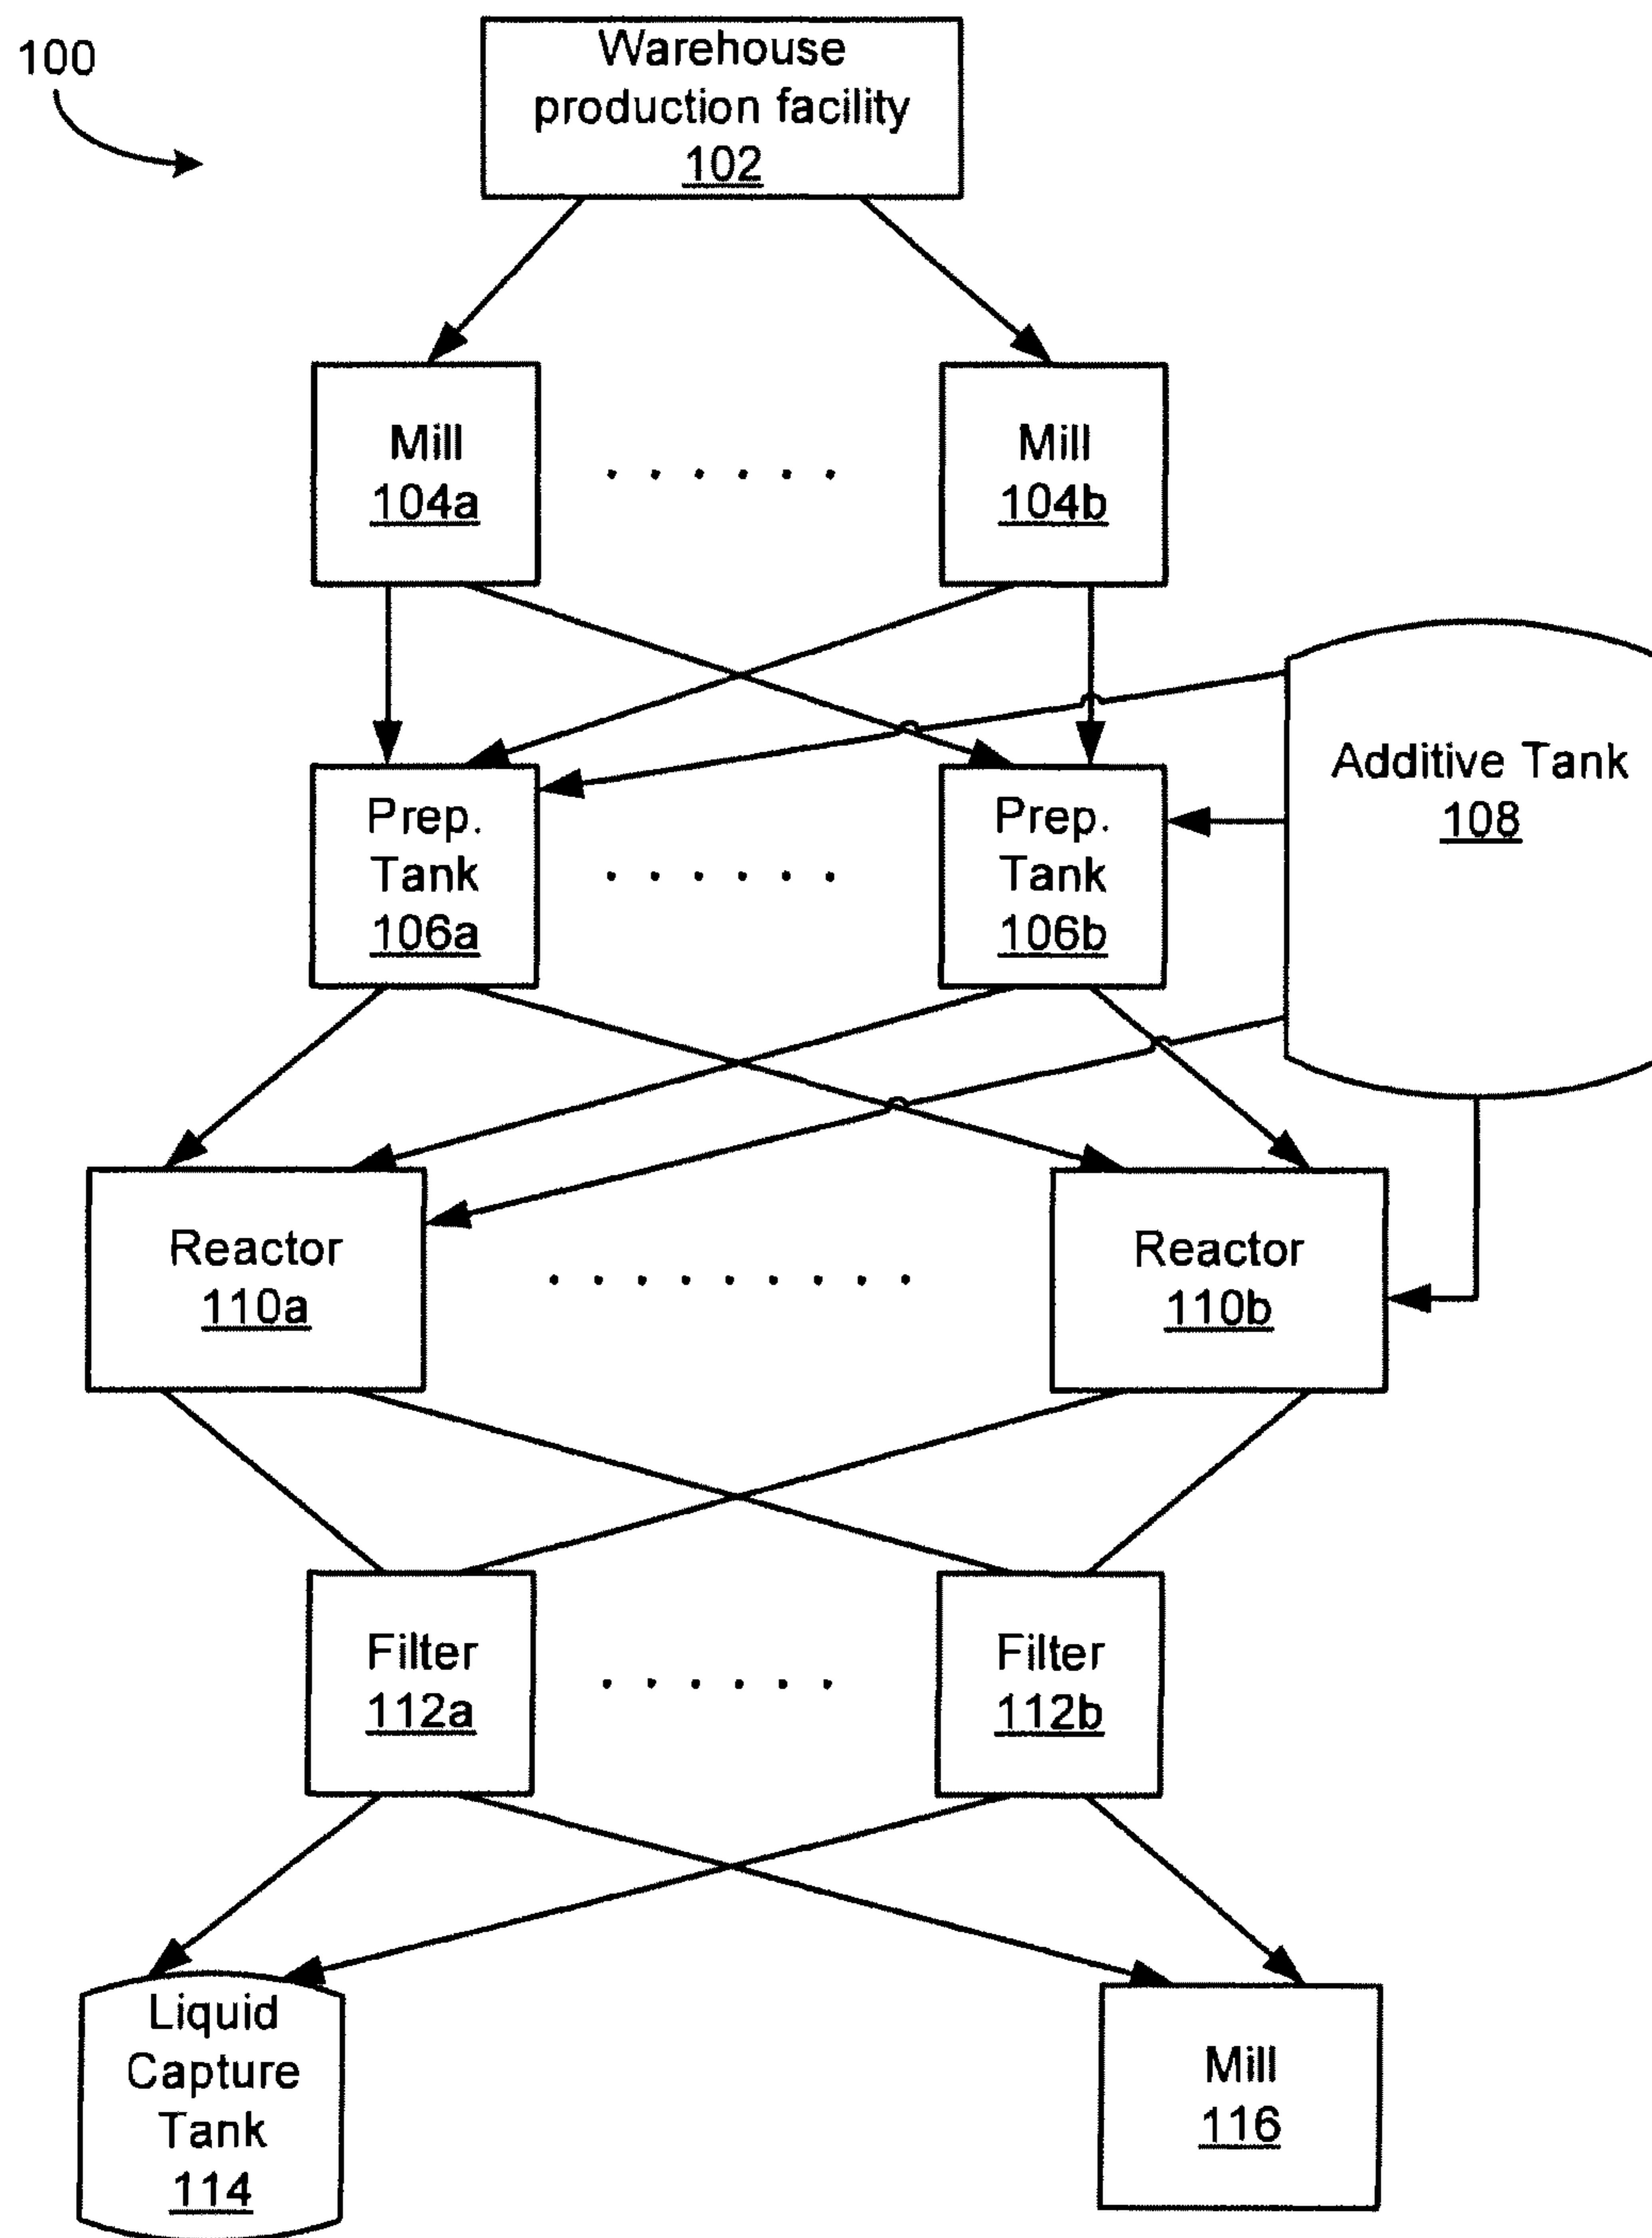 100
Warehouse
production facility
102
Mill
104a
Mill
104b
Additive Tank
108
Prep.
Tank
106a
Prep.
Tank
106b
Reactor
110a
Reactor
110b
Filter
112a
Filter
112b
Liquid
Capture
Tank
114
Mill
116